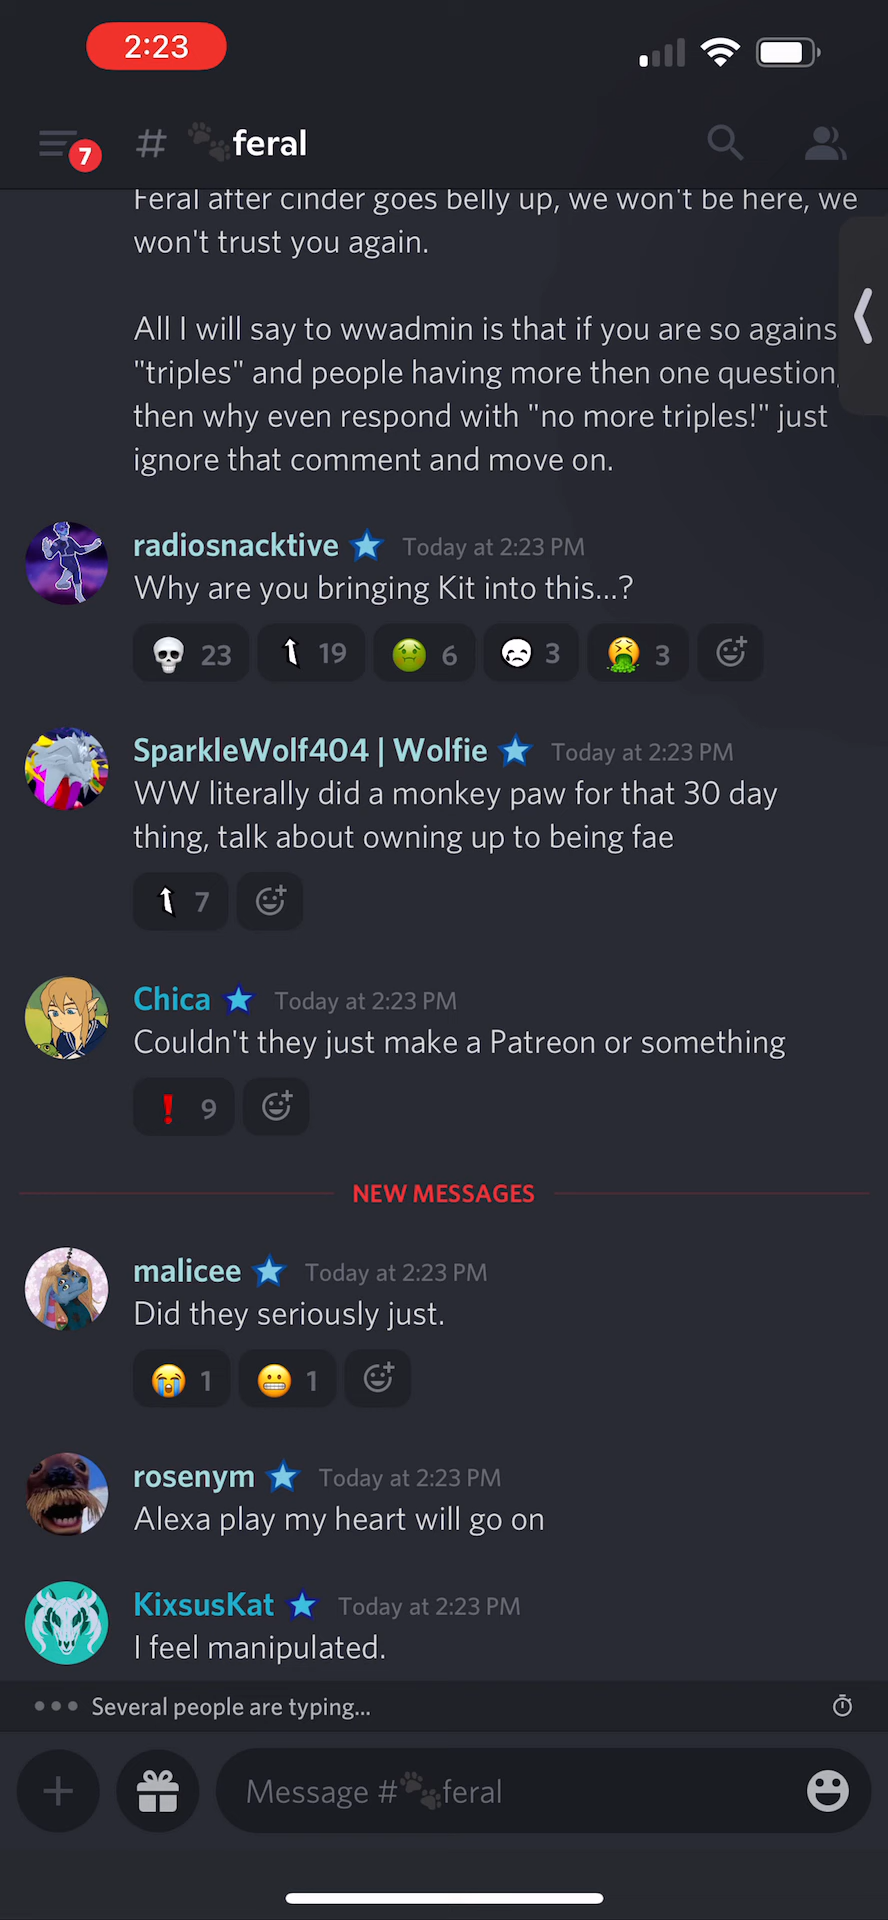 2:23
7
# feral
Feral after cinder goes belly up, we won't be here, we
won't trust you again.
All I will say to wwadmin is that if you are so agains
"triples" and people having more then one question,
then why even respond with "no more triples!" just
ignore that comment and move on.
radiosnacktive Today at 2:23 PM
Why are you bringing Kit into this...?
23 19 6 3 3
SparkleWolf404 | Wolfie Today at 2:23 PM
WW literally did a monkey paw for that 30 day
thing, talk about owning up to being fae
7
Chica Today at 2:23 PM
Couldn't they just make a Patreon or something
9
NEW MESSAGES
malicee Today at 2:23 PM
Did they seriously just.
1 1
rosenym Today at 2:23 PM
Alexa play my heart will go on
KixsusKat Today at 2:23 PM
I feel manipulated.
Several people are typing...
Message #🐾feral